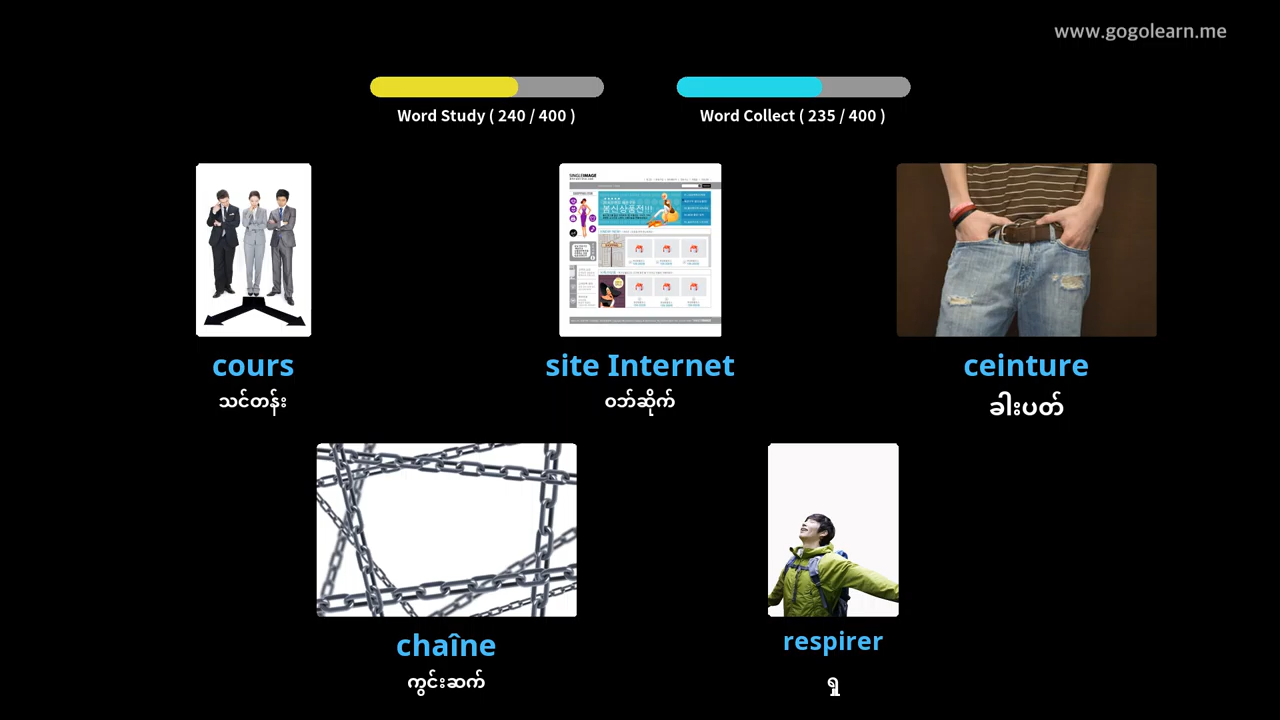 www.gogolearn.me
Word Study ( 240 / 400 )
Word Collect ( 235 / 400 )
cours
သင်တန်း
site Internet
ဝဘ်ဆိုက်
ceinture
ခါးပတ်
chaîne
ကွင်းဆက်
respirer
ရှူ